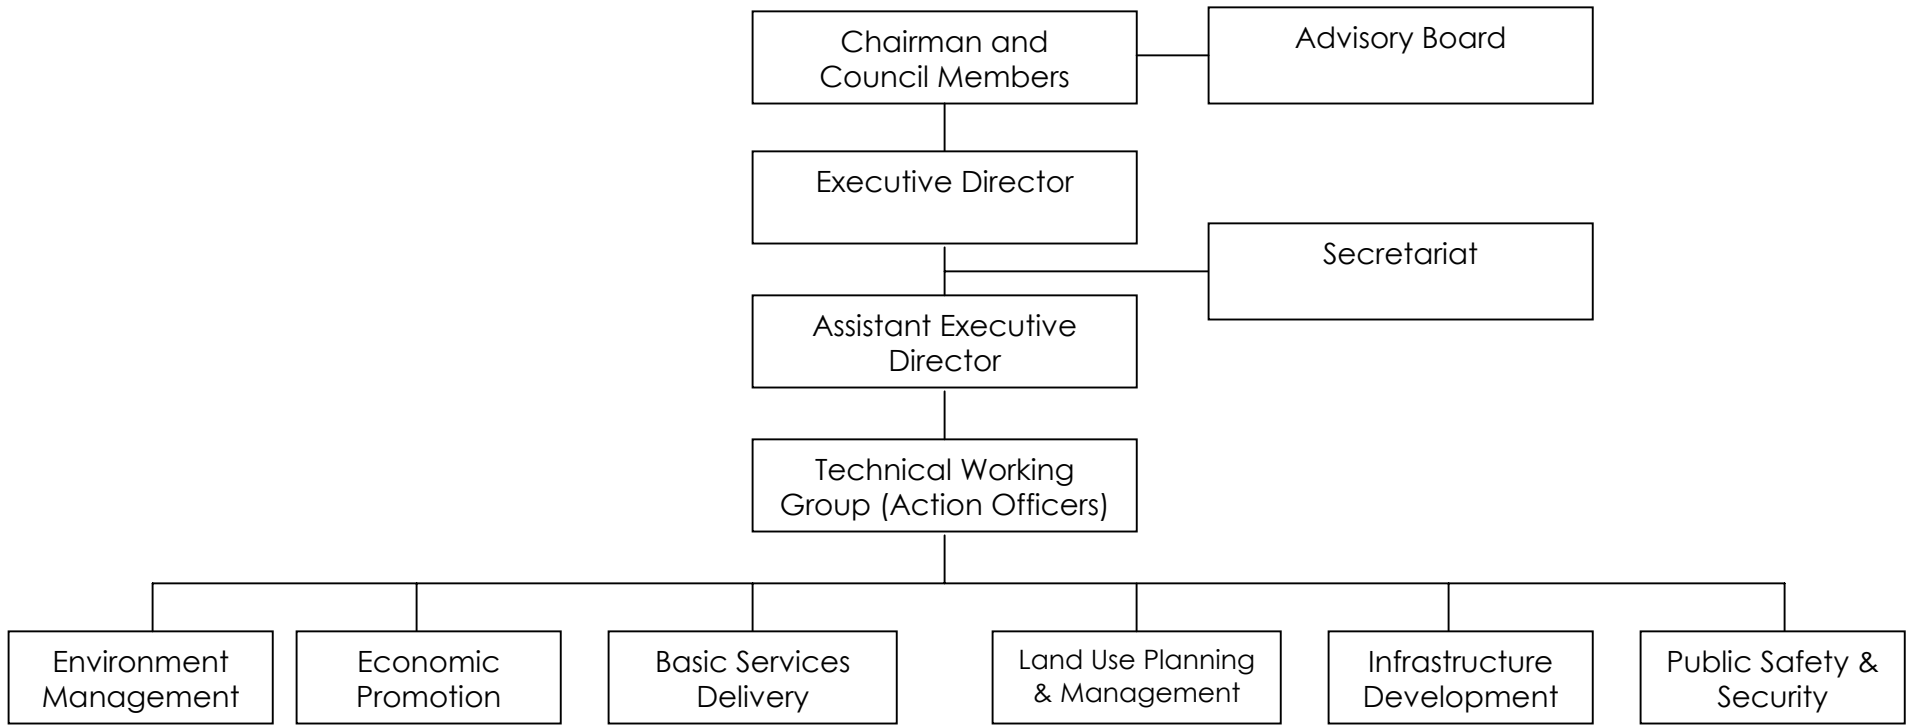 Chairman and
Council Members
Advisory Board
Executive Director
Secretariat
Assistant Executive
Director
Technical Working
Group (Action Officers)
Environment
Management
Economic
Promotion
Basic Services
Delivery
Land Use Planning
& Management
Infrastructure
Development
Public Safety &
Security